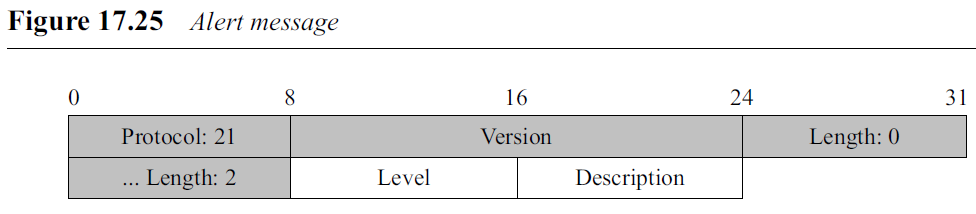 Figure 17.25 Alert message
0 8 16 24 31
Protocol: 21 Version Length: 0
... Length: 2 Level Description